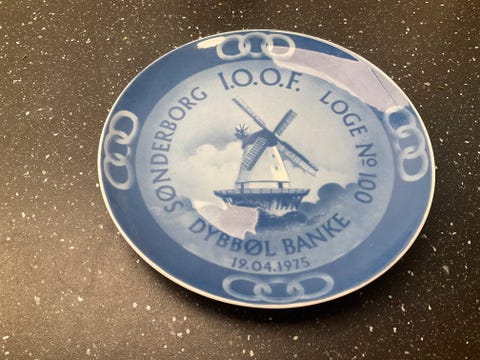 I.O.O.F.
SØNDERBORG LOGE Nº 100
DYBBØL BANKE
19.04.1975